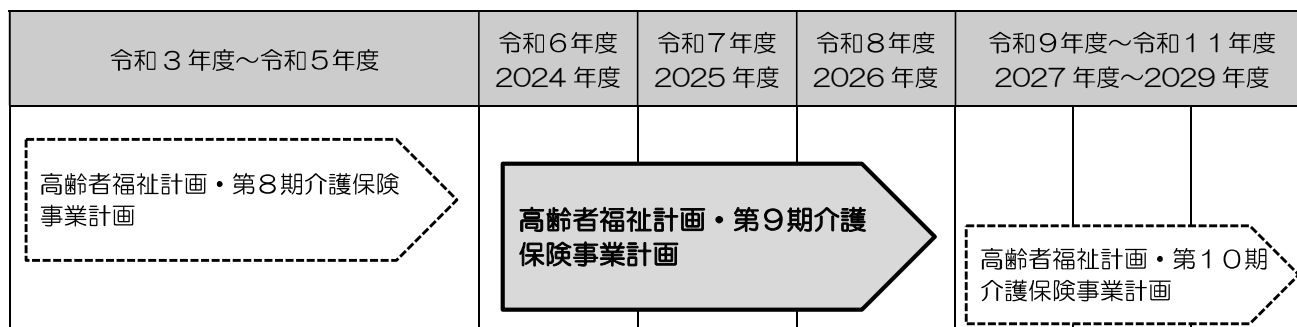 令和３年度～令和５年度
令和６年度
2024 年度
令和７年度
2025 年度
令和８年度
2026 年度
令和９年度～令和１１年度
2027 年度～2029 年度
高齢者福祉計画・第８期介護保険
事業計画
高齢者福祉計画・第９期介護
保険事業計画
高齢者福祉計画・第１０期
介護保険事業計画